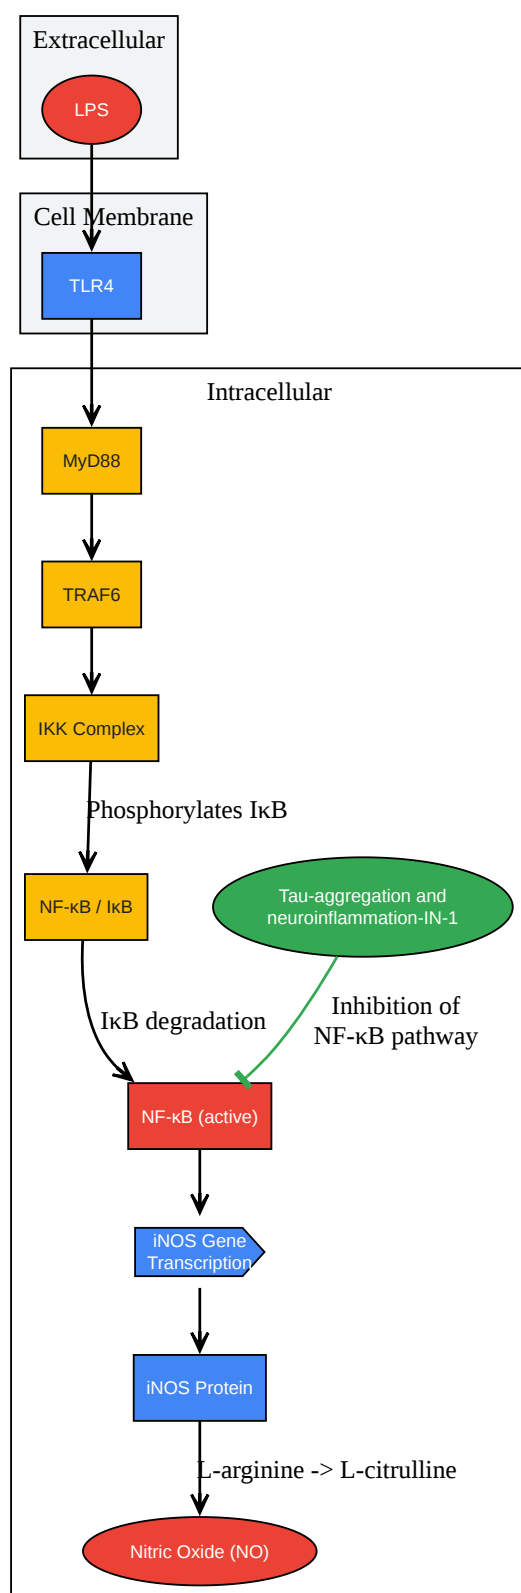 Extracellular
LPS
Cell Membrane
TLR4
Intracellular
MyD88
TRAF6
IKK Complex
Phosphorylates IκB
NF-κB / IκB
Tau-aggregation and
neuroinflammation-IN-1
IκB degradation
Inhibition of
NF-κB pathway
NF-κB (active)
iNOS Gene
Transcription
iNOS Protein
L-arginine -> L-citrulline
Nitric Oxide (NO)